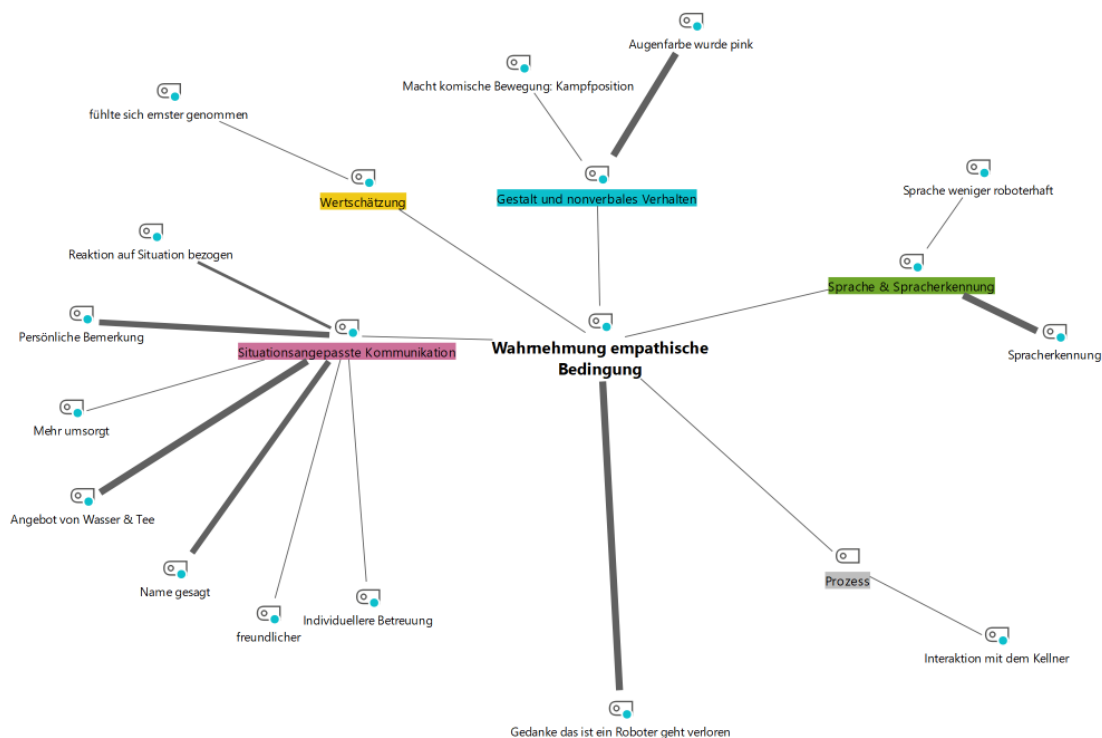 Augenfarbe wurde pink
Macht komische Bewegung: Kampfposition
fühlte sich ernster genommen
Sprache weniger roboterhaft
Wertschätzung
Gestalt und nonverbales Verhalten
Reaktion auf Situation bezogen
Sprache & Spracherkennung
Persönliche Bemerkung
Situationsangepasste Kommunikation
Wahrnehmung empathische
Bedingung
Spracherkennung
Mehr umsorgt
Angebot von Wasser & Tee
Prozess
Name gesagt
Individuellere Betreuung
freundlicher
Interaktion mit dem Kellner
Gedanke das ist ein Roboter geht verloren